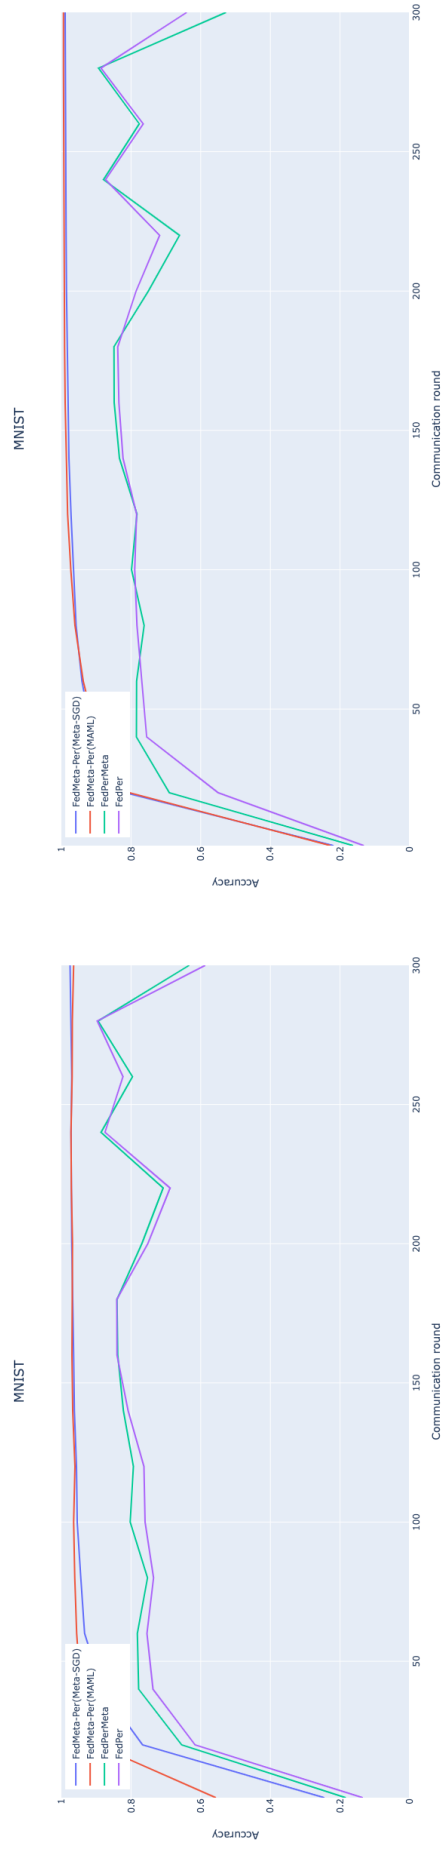 MNIST
1
0.8
0.6
0.4
0.2
0
Accuracy
0
50
100
150
200
250
300
Communication round
FedMeta-Per(Meta-SGD)
FedMeta-Per(MAML)
FedPerMeta
FedPer
MNIST
1
0.8
0.6
0.4
0.2
0
Accuracy
50
100
150
200
250
300
Communication round
FedMeta-Per(Meta-SGD)
FedMeta-Per(MAML)
FedPerMeta
FedPer